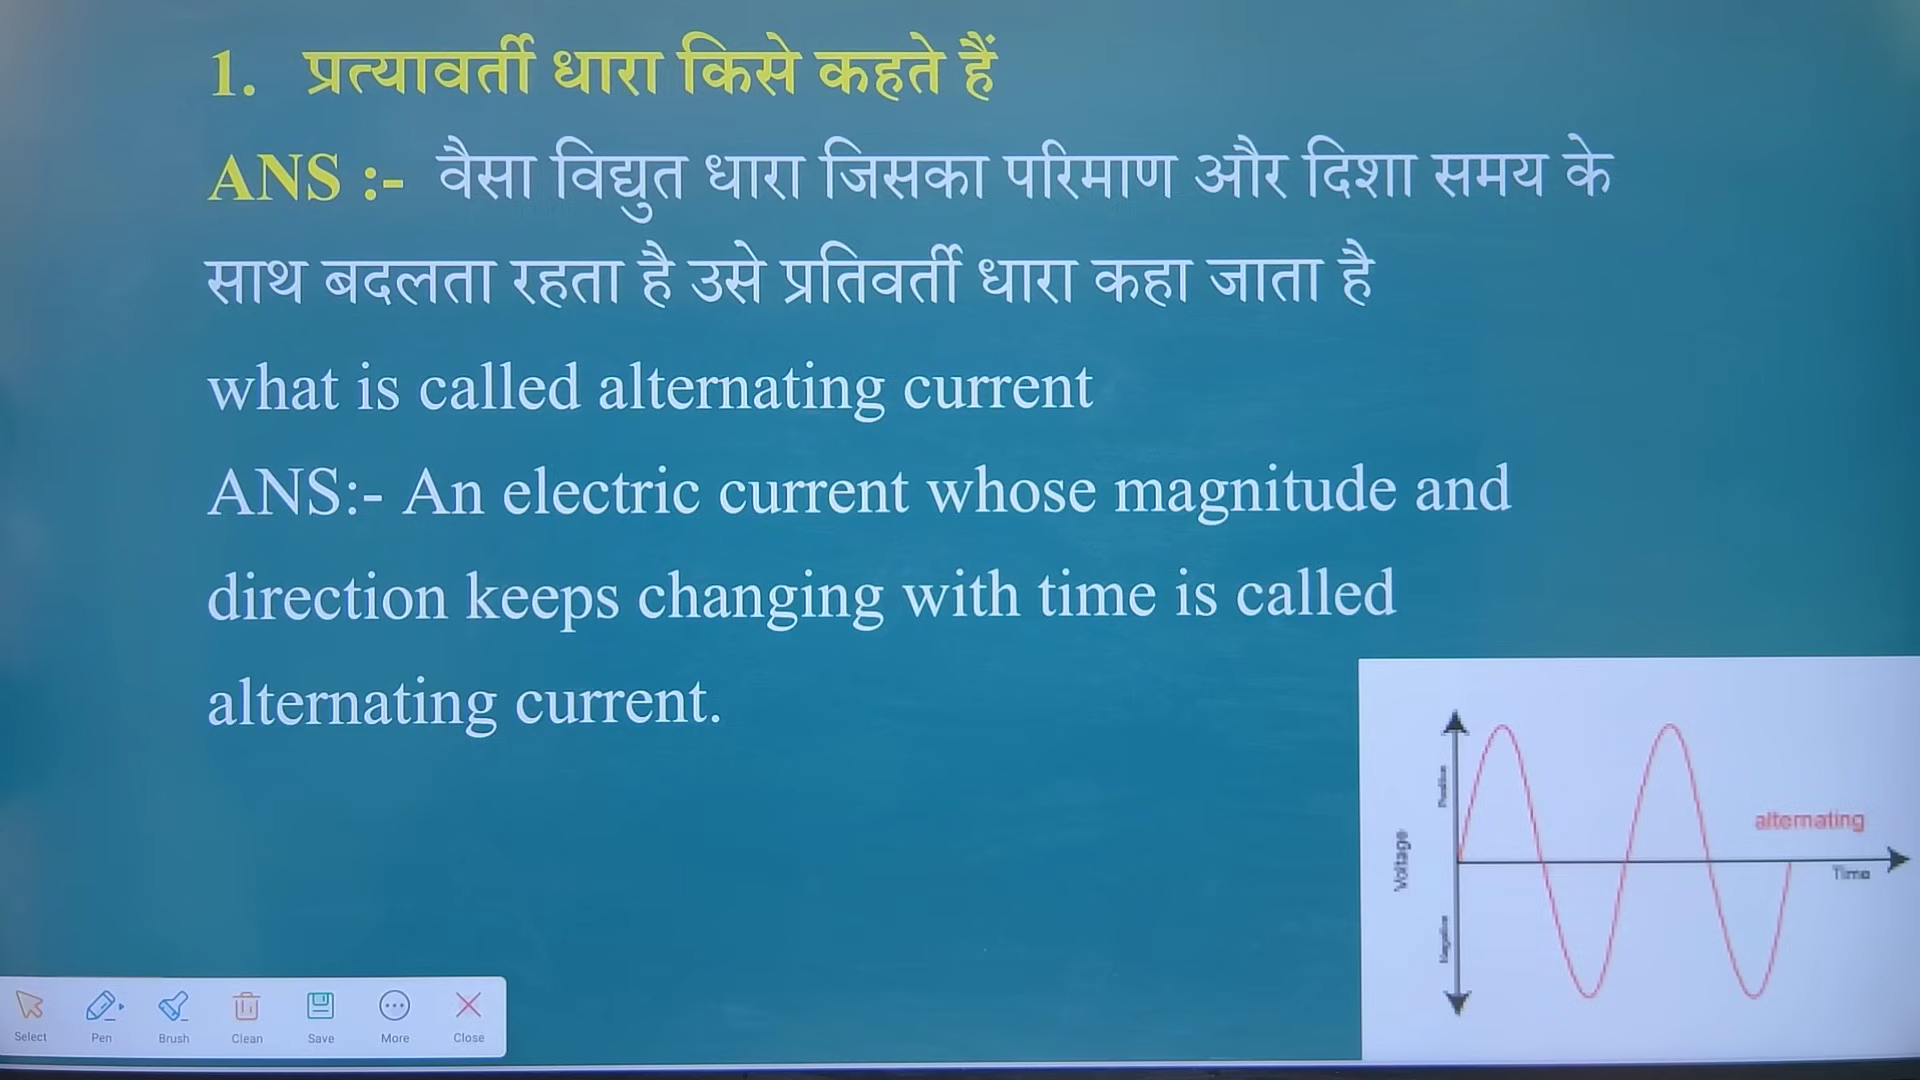 1. प्रत्यावर्ती धारा किसे कहते हैं
ANS :- वैसा विद्युत धारा जिसका परिमाण और दिशा समय के
साथ बदलता रहता है उसे प्रतिवर्ती धारा कहा जाता है
what is called alternating current
ANS:- An electric current whose magnitude and
direction keeps changing with time is called
alternating current.
Positive
alternating
Voltage
Time
Negative
Select Pen Brush Clean Save More Close